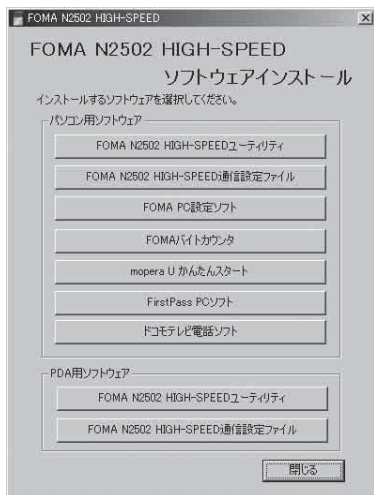 FOMA N2502 HIGH-SPEED
FOMA N2502 HIGH-SPEED
ソフトウェアインストール
インストールするソフトウェアを選択してください。
パソコン用ソフトウェア
FOMA N2502 HIGH-SPEEDユーティリティ
FOMA N2502 HIGH-SPEED通信設定ファイル
FOMA PC設定ソフト
FOMAバイトカウンタ
mopera U かんたんスタート
FirstPass PCソフト
ドコモテレビ電話ソフト
PDA用ソフトウェア
FOMA N2502 HIGH-SPEEDユーティリティ
FOMA N2502 HIGH-SPEED通信設定ファイル
閉じる